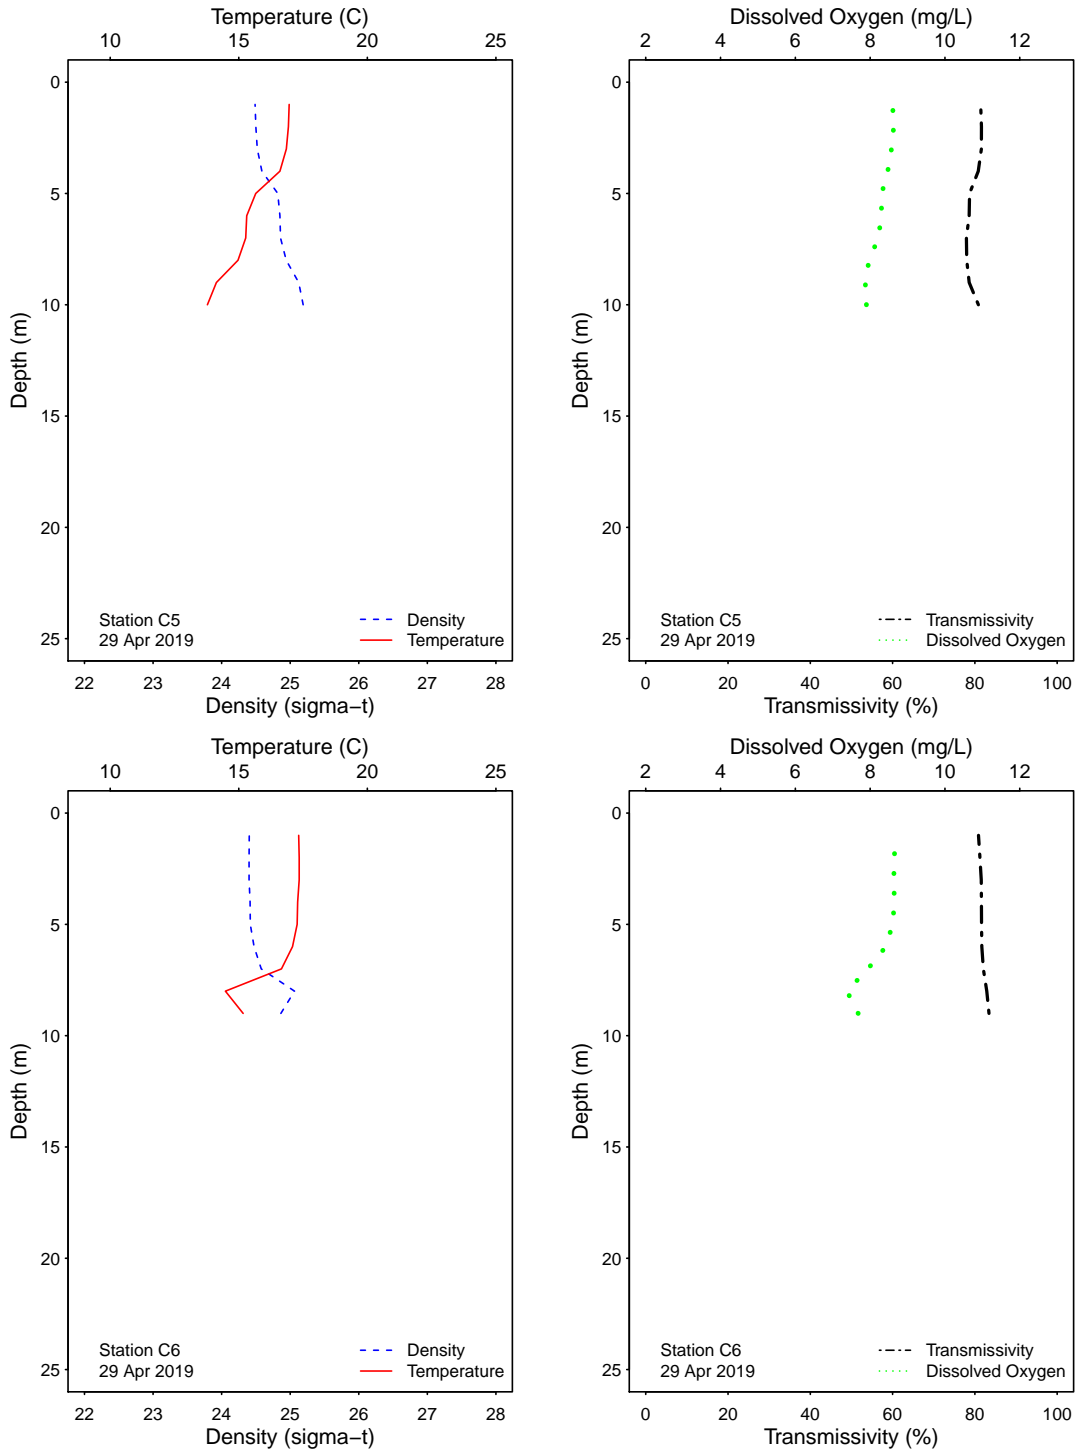 Temperature (C)
10 15 20 25
0
5
10
15
20
25
Depth (m)
Station C5
29 Apr 2019
Density
Temperature
22 23 24 25 26 27 28
Density (sigma−t)
Dissolved Oxygen (mg/L)
2 4 6 8 10 12
0
5
10
15
20
25
Depth (m)
Station C5
29 Apr 2019
Transmissivity
Dissolved Oxygen
0 20 40 60 80 100
Transmissivity (%)
Temperature (C)
10 15 20 25
0
5
10
15
20
25
Depth (m)
Station C6
29 Apr 2019
Density
Temperature
22 23 24 25 26 27 28
Density (sigma−t)
Dissolved Oxygen (mg/L)
2 4 6 8 10 12
0
5
10
15
20
25
Depth (m)
Station C6
29 Apr 2019
Transmissivity
Dissolved Oxygen
0 20 40 60 80 100
Transmissivity (%)